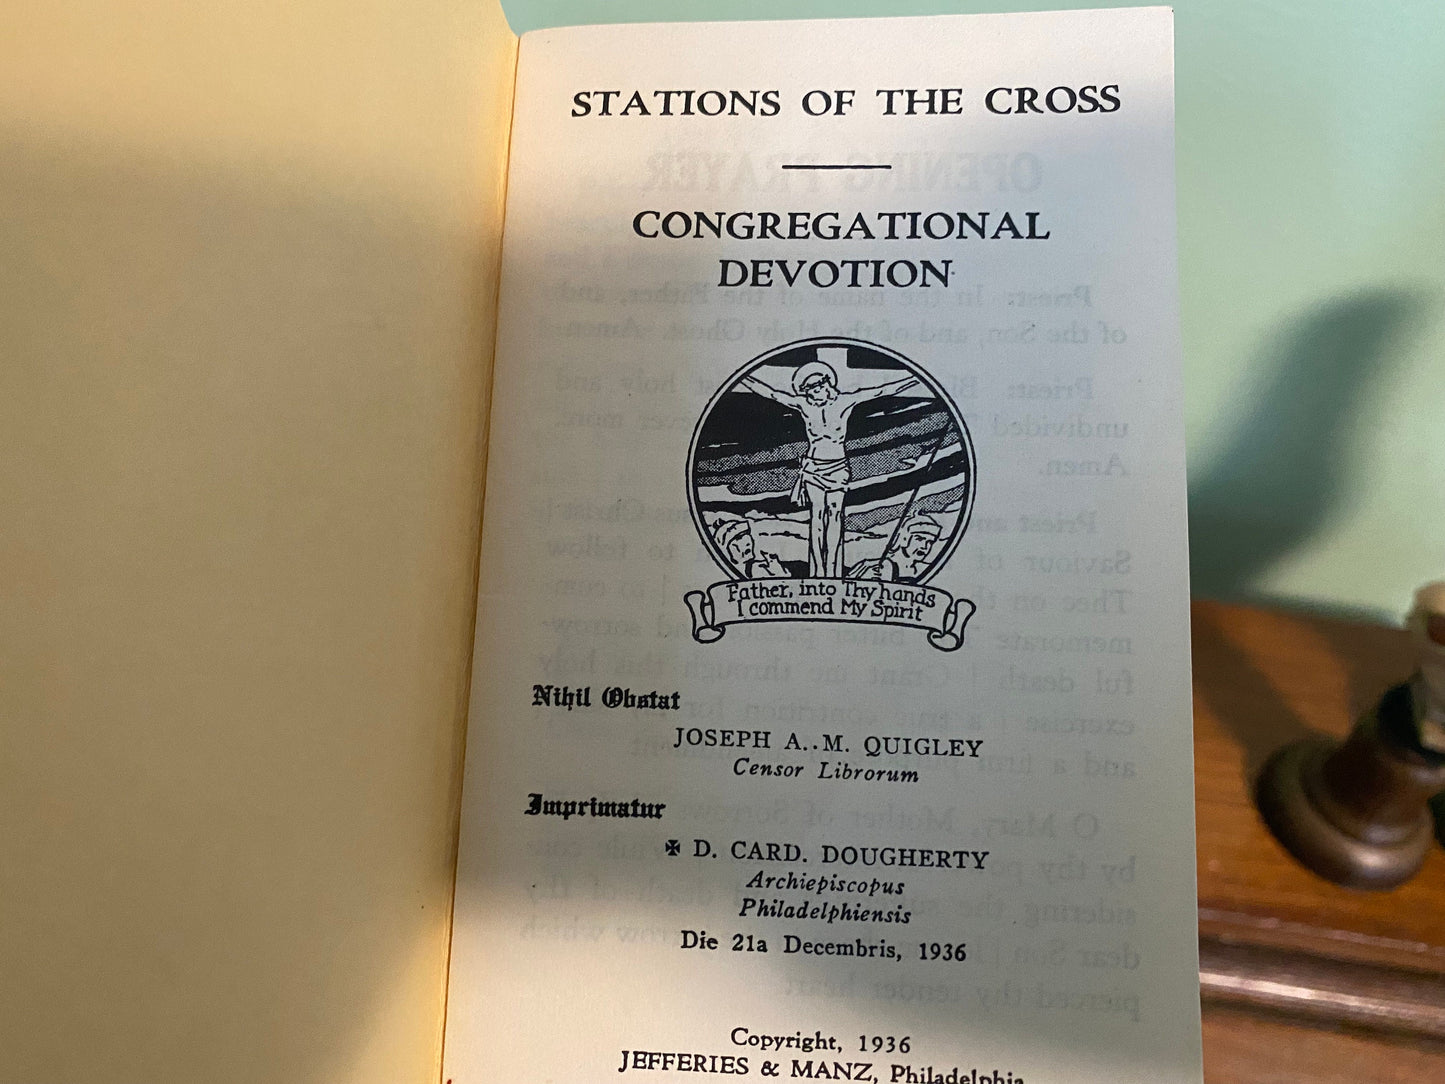 STATIONS OF THE CROSS
CONGREGATIONAL
DEVOTION
Father, into Thy hands
I commend My Spirit
Nihil Obstat
JOSEPH A..M. QUIGLEY
Censor Librorum
Imprimatur
✠ D. CARD. DOUGHERTY
Archiepiscopus
Philadelphiensis
Die 21a Decembris, 1936
Copyright, 1936
JEFFERIES & MANZ, Philadelphia